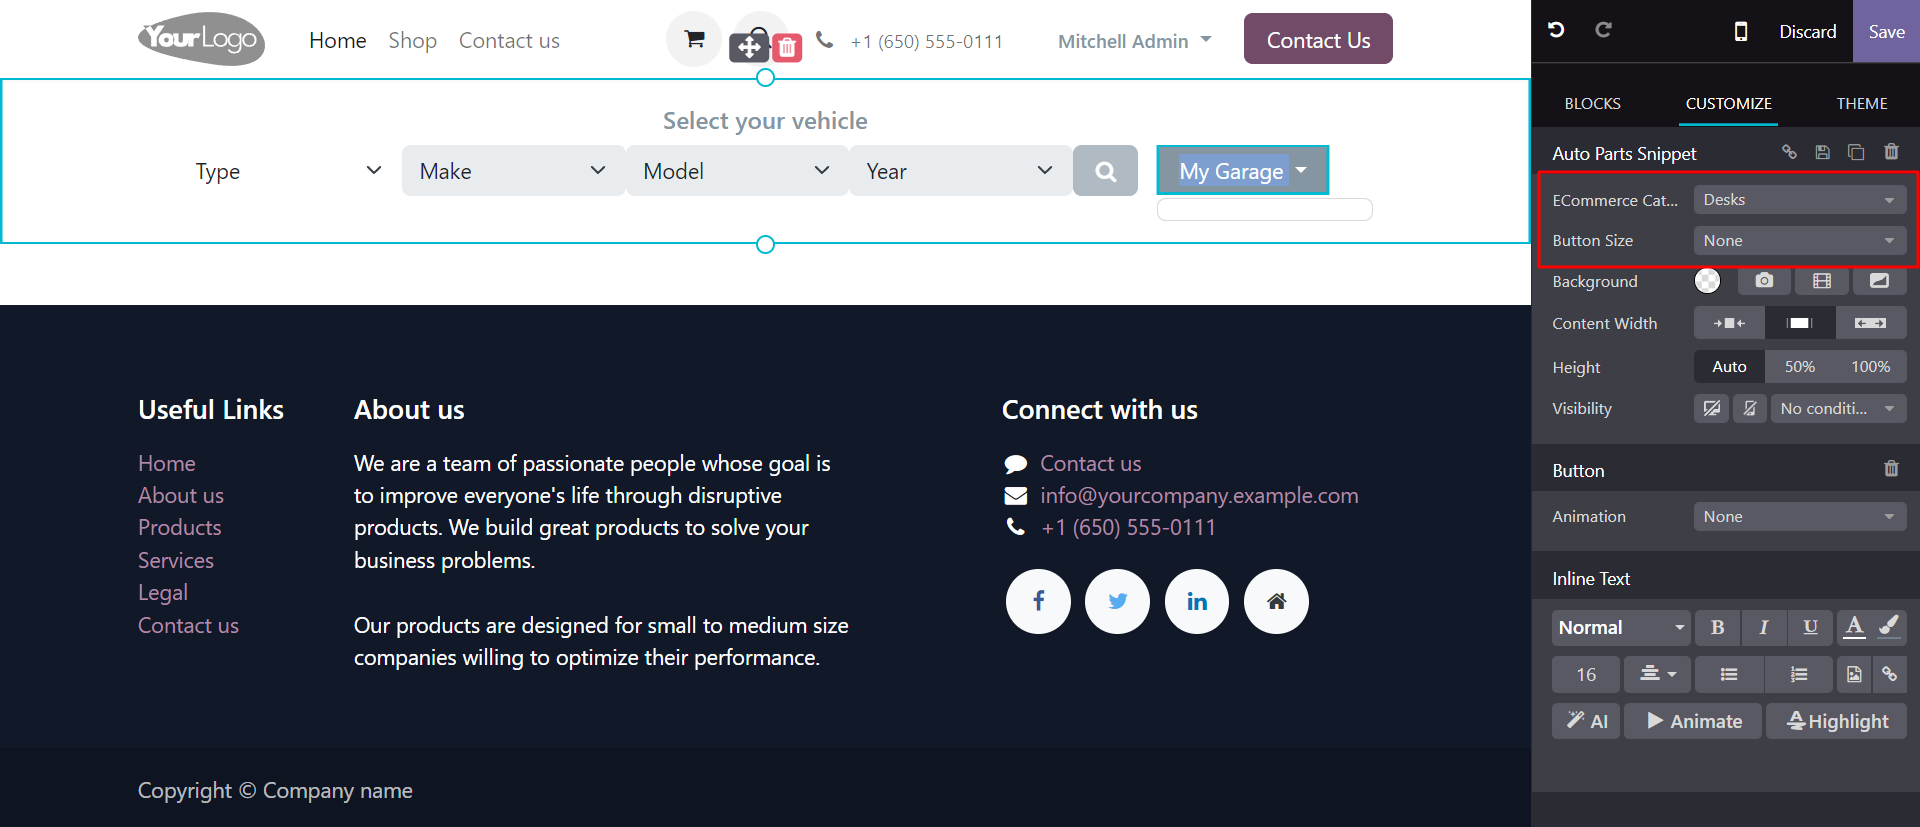 YourLogo
Home Shop Contact us
+1 (650) 555-0111
Mitchell Admin
Contact Us
Discard
Save
BLOCKS
CUSTOMIZE
THEME
Select your vehicle
Type
Make
Model
Year
My Garage
Auto Parts Snippet
ECommerce Cat... Desks
Button Size None
Background
Content Width
Height Auto 50% 100%
Visibility No conditi...
Button
Animation None
Inline Text
Normal B I U A
16
AI Animate A Highlight
Useful Links
Home
About us
Products
Services
Legal
Contact us
About us
We are a team of passionate people whose goal is
to improve everyone's life through disruptive
products. We build great products to solve your
business problems.
Our products are designed for small to medium size
companies willing to optimize their performance.
Connect with us
Contact us
info@yourcompany.example.com
+1 (650) 555-0111
Copyright © Company name